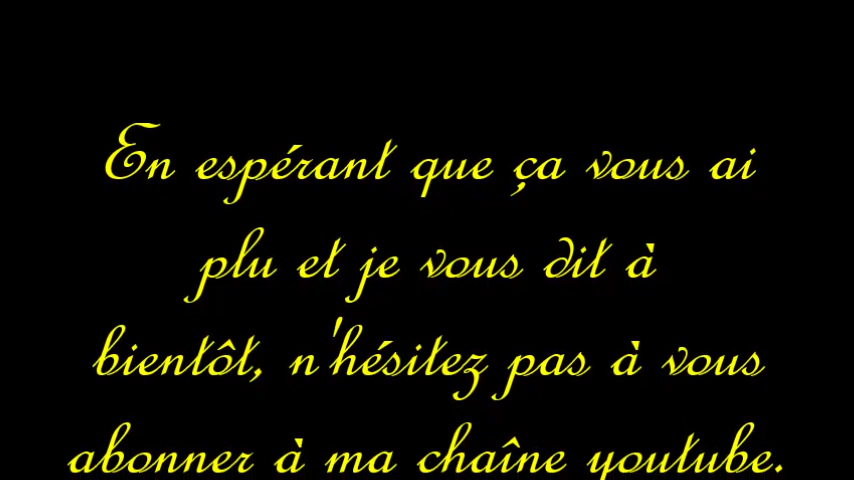 En espérant que ça vous ai
plu et je vous dit à
bientôt, n'hésitez pas à vous
abonner à ma chaîne youtube.